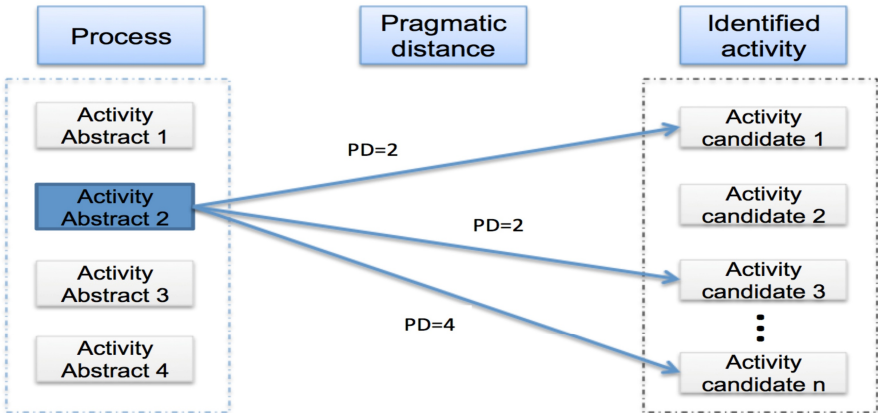 Process
Pragmatic
distance
Identified
activity
Activity
Abstract 1
Activity
Abstract 2
Activity
Abstract 3
Activity
Abstract 4
PD=2
PD=2
PD=4
Activity
candidate 1
Activity
candidate 2
Activity
candidate 3
Activity
candidate n